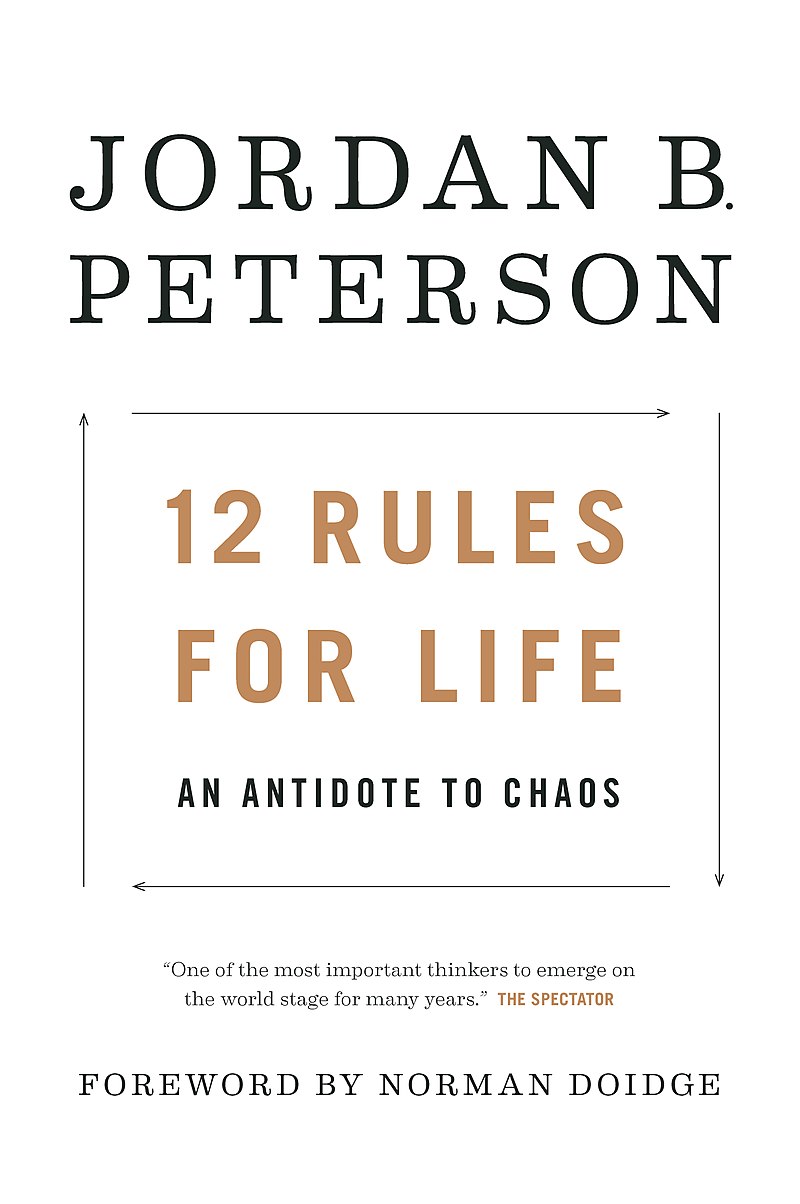 JORDAN B.
PETERSON
12 RULES
FOR LIFE
AN ANTIDOTE TO CHAOS
“One of the most important thinkers to emerge on
the world stage for many years.” THE SPECTATOR
FOREWORD BY NORMAN DOIDGE